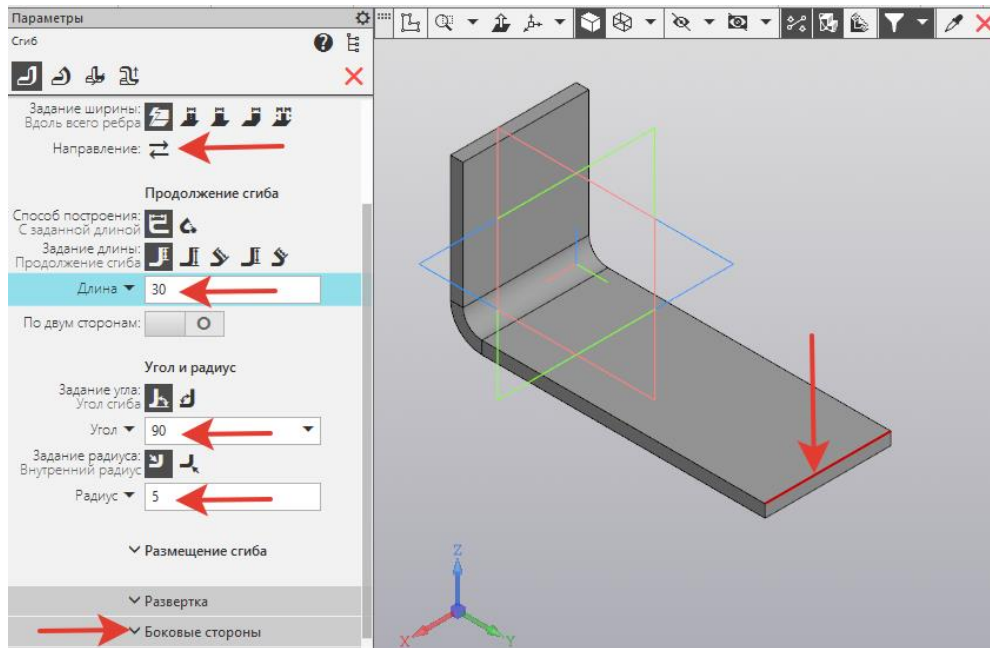 Параметры
Сгиб
Задание ширины:
Вдоль всего ребра
Направление:
Продолжение сгиба
Способ построения:
С заданной длиной
Задание длины:
Продолжение сгиба
Длина 30
По двум сторонам:
Угол и радиус
Задание угла:
Угол сгиба
Угол 90
Задание радиуса:
Внутренний радиус
Радиус 5
Размещение сгиба
Развертка
Боковые стороны
Z
X
Y